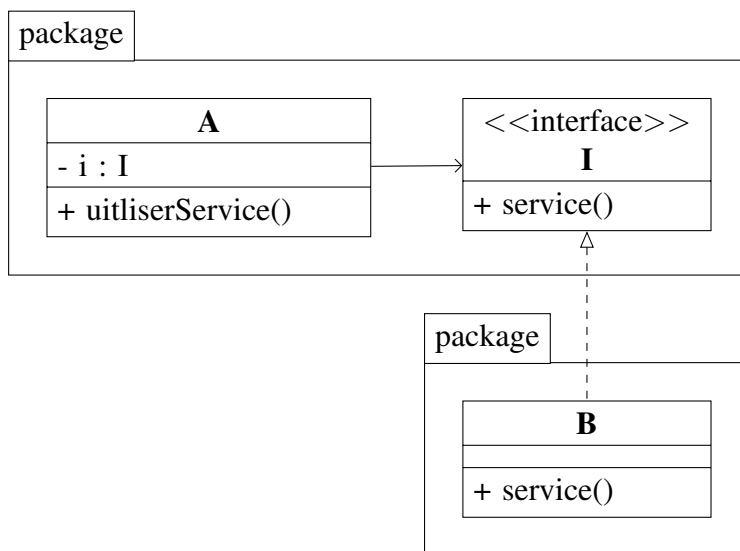 package
A
- i : I
+ uitliserService()
<<interface>>
I
+ service()
package
B
+ service()